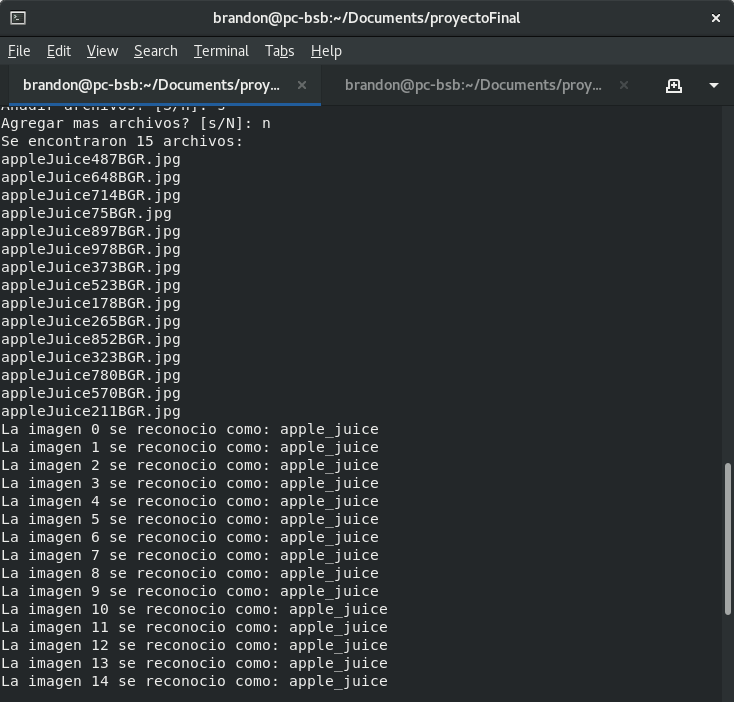 brandon@pc-bsb:~/Documents/proyectoFinal
File Edit View Search Terminal Tabs Help
brandon@pc-bsb:~/Documents/proy... brandon@pc-bsb:~/Documents/proy...
Añadir archivos? [S/n]: s
Agregar mas archivos? [s/N]: n
Se encontraron 15 archivos:
appleJuice487BGR.jpg
appleJuice648BGR.jpg
appleJuice714BGR.jpg
appleJuice75BGR.jpg
appleJuice897BGR.jpg
appleJuice978BGR.jpg
appleJuice373BGR.jpg
appleJuice523BGR.jpg
appleJuice178BGR.jpg
appleJuice265BGR.jpg
appleJuice852BGR.jpg
appleJuice323BGR.jpg
appleJuice780BGR.jpg
appleJuice570BGR.jpg
appleJuice211BGR.jpg
La imagen 0 se reconocio como: apple_juice
La imagen 1 se reconocio como: apple_juice
La imagen 2 se reconocio como: apple_juice
La imagen 3 se reconocio como: apple_juice
La imagen 4 se reconocio como: apple_juice
La imagen 5 se reconocio como: apple_juice
La imagen 6 se reconocio como: apple_juice
La imagen 7 se reconocio como: apple_juice
La imagen 8 se reconocio como: apple_juice
La imagen 9 se reconocio como: apple_juice
La imagen 10 se reconocio como: apple_juice
La imagen 11 se reconocio como: apple_juice
La imagen 12 se reconocio como: apple_juice
La imagen 13 se reconocio como: apple_juice
La imagen 14 se reconocio como: apple_juice